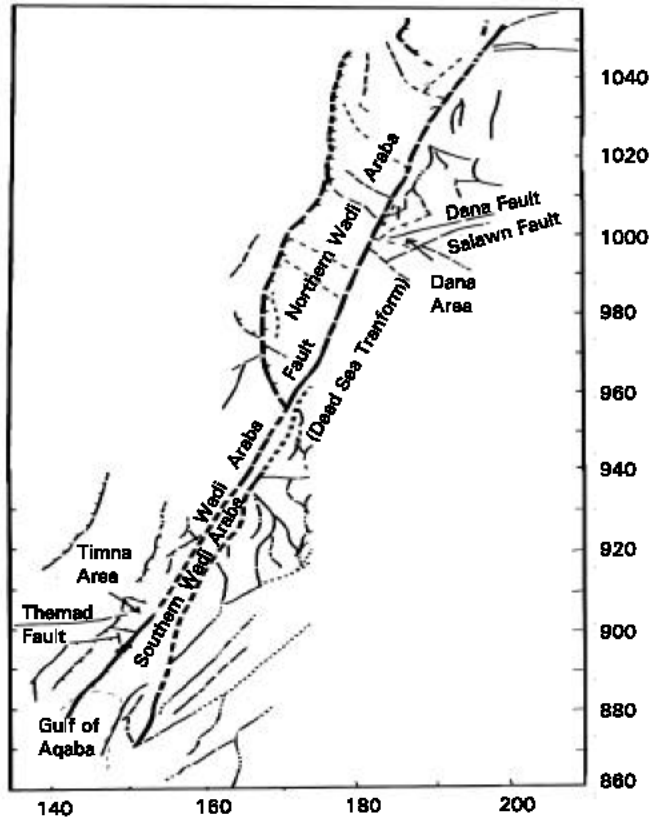 1040
1020
1000
980
960
940
920
900
880
860
Northern Wadi Araba
Dana Fault
Salawn Fault
Dana
Area
Fault
(Dead Sea Tranform)
Wadi Araba
Southern Wadi Araba
Timna
Area
Themad
Fault
Gulf of
Aqaba
140
160
180
200